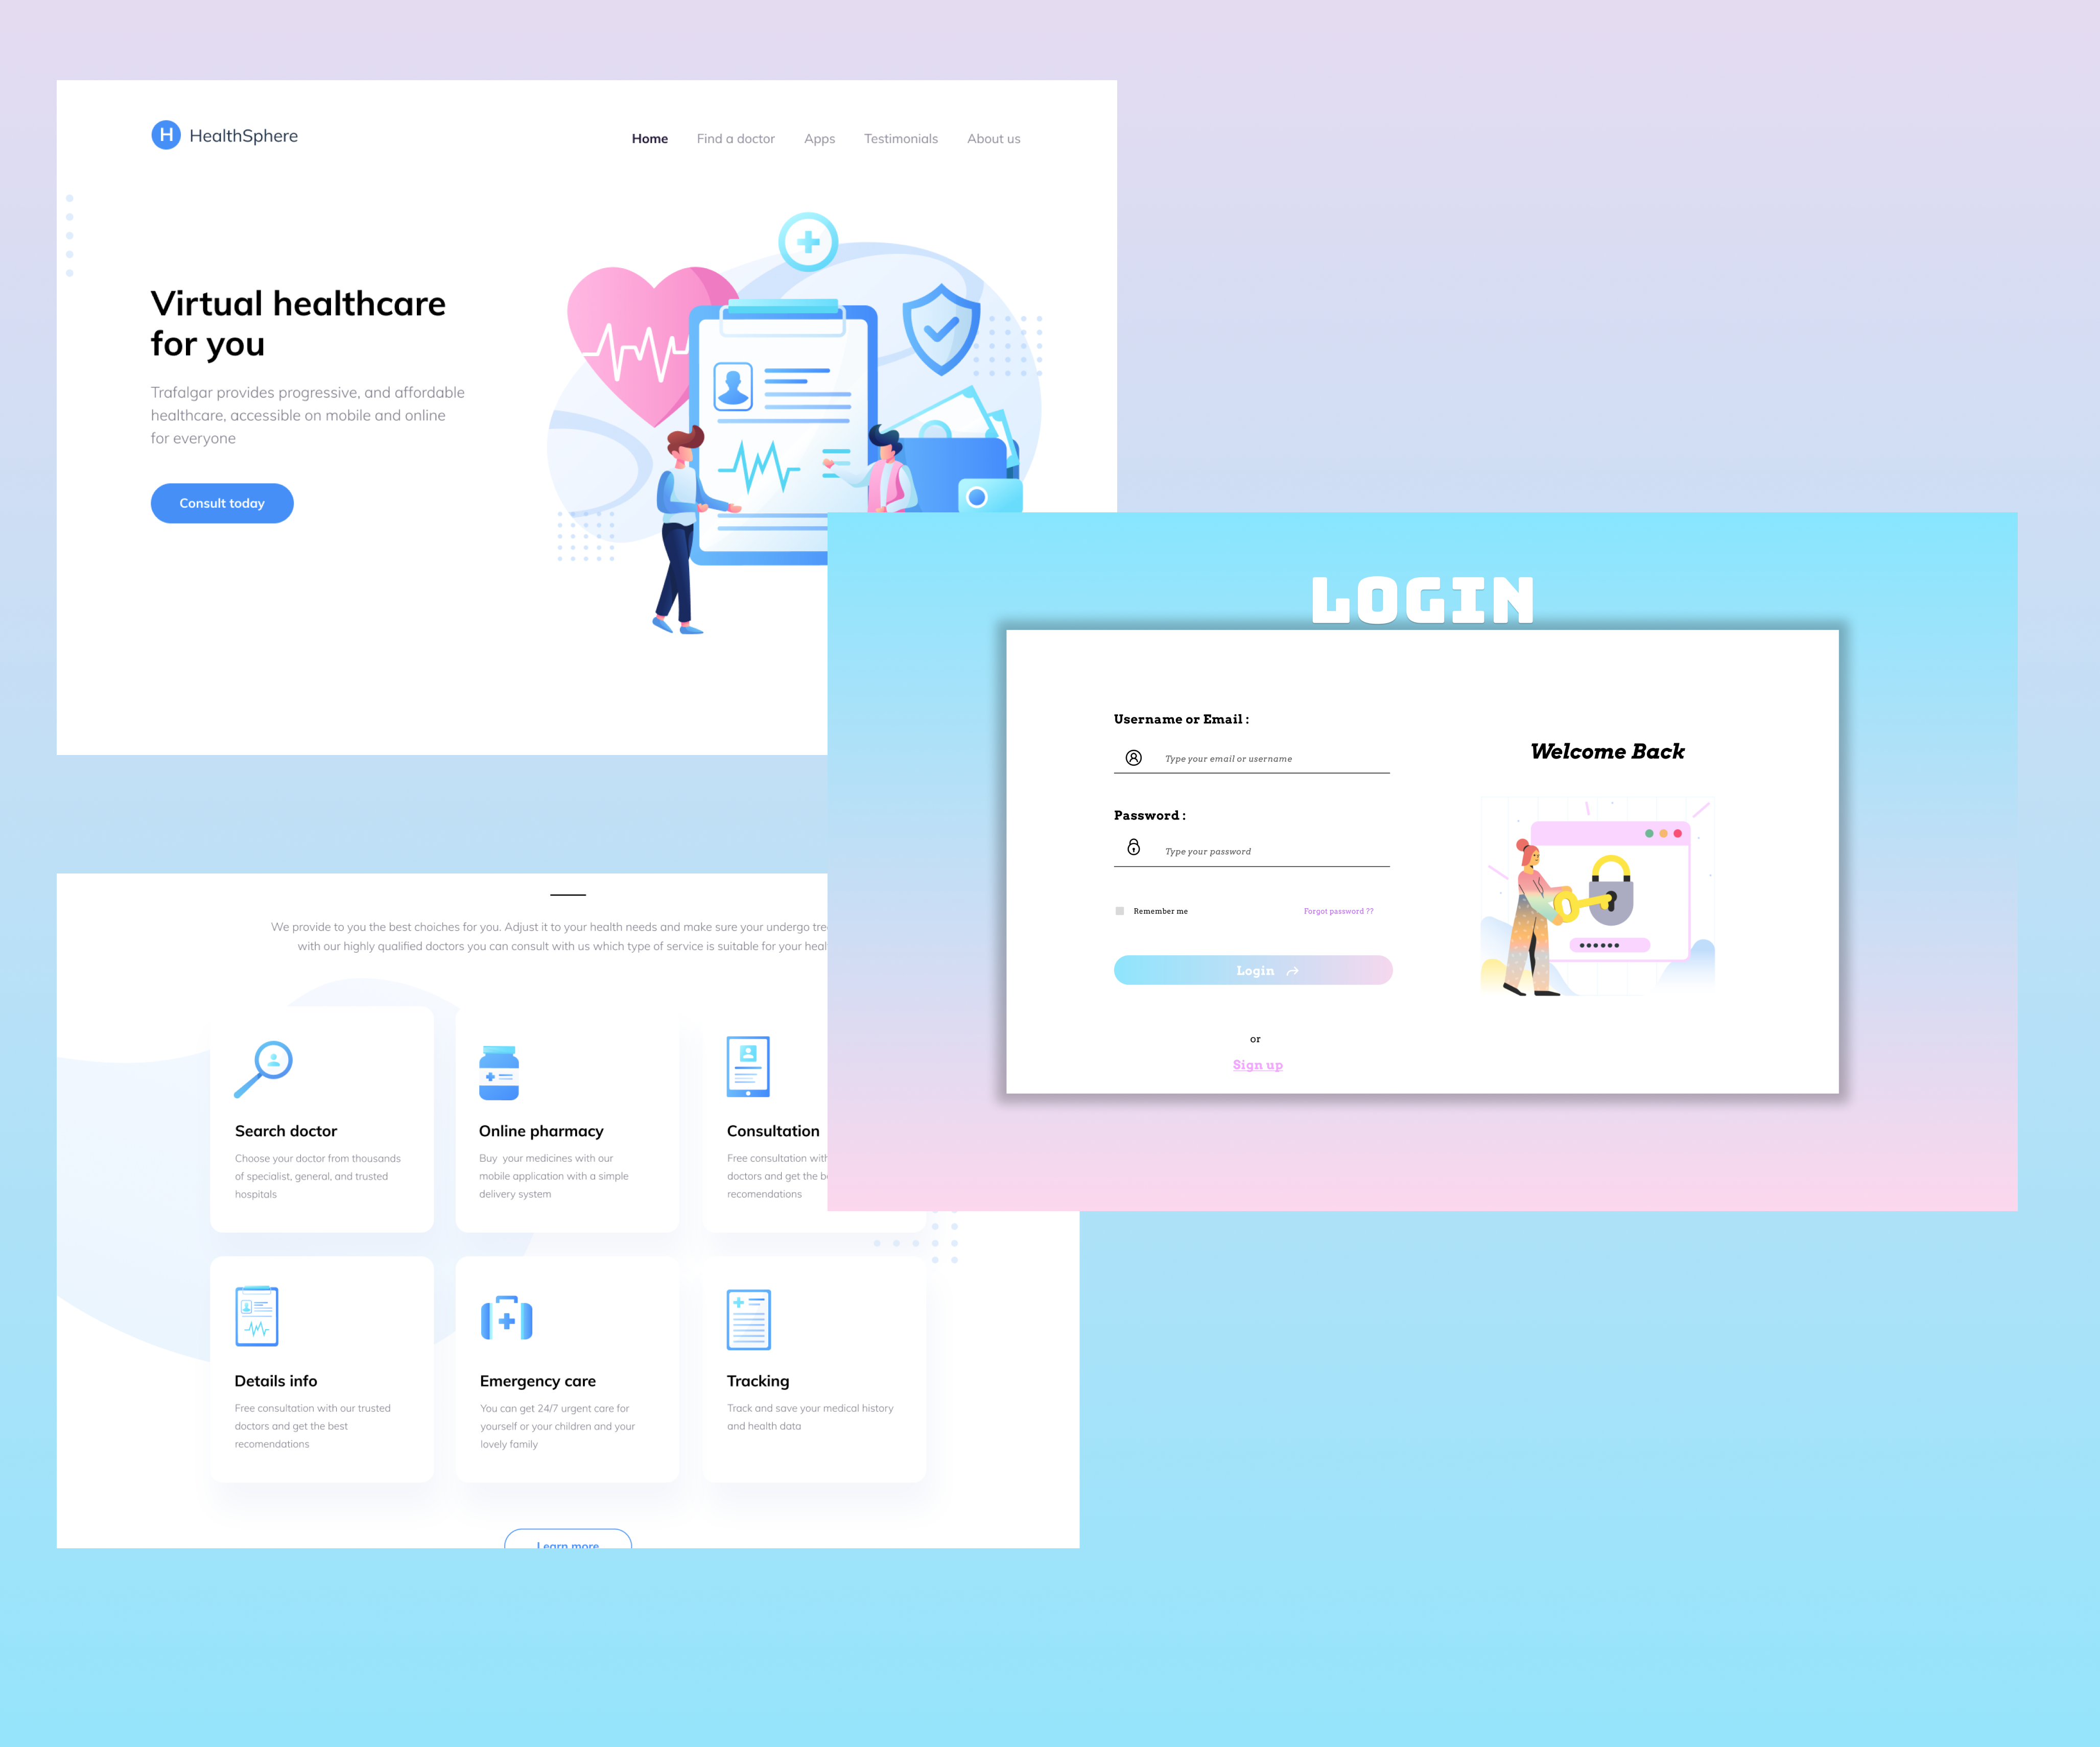 H HealthSphere
Home Find a doctor Apps Testimonials About us
Virtual healthcare
for you
Trafalgar provides progressive, and affordable
healthcare, accessible on mobile and online
for everyone
Consult today
LOGIN
Username or Email :
Type your email or username
Password :
Type your password
Remember me Forgot password ??
Login
or
Sign up
Welcome Back
We provide to you the best choiches for you. Adjust it to your health needs and make sure your undergo
with our highly qualified doctors you can consult with us which type of service is suitable for your
Search doctor
Choose your doctor from thousands
of specialist, general, and trusted
hospitals
Online pharmacy
Buy your medicines with our
mobile application with a simple
delivery system
Consultation
Free consultation with
doctors and get the
recomendations
Details info
Free consultation with our trusted
doctors and get the best
recomendations
Emergency care
You can get 24/7 urgent care for
yourself or your children and your
lovely family
Tracking
Track and save your medical history
and health data
Learn more